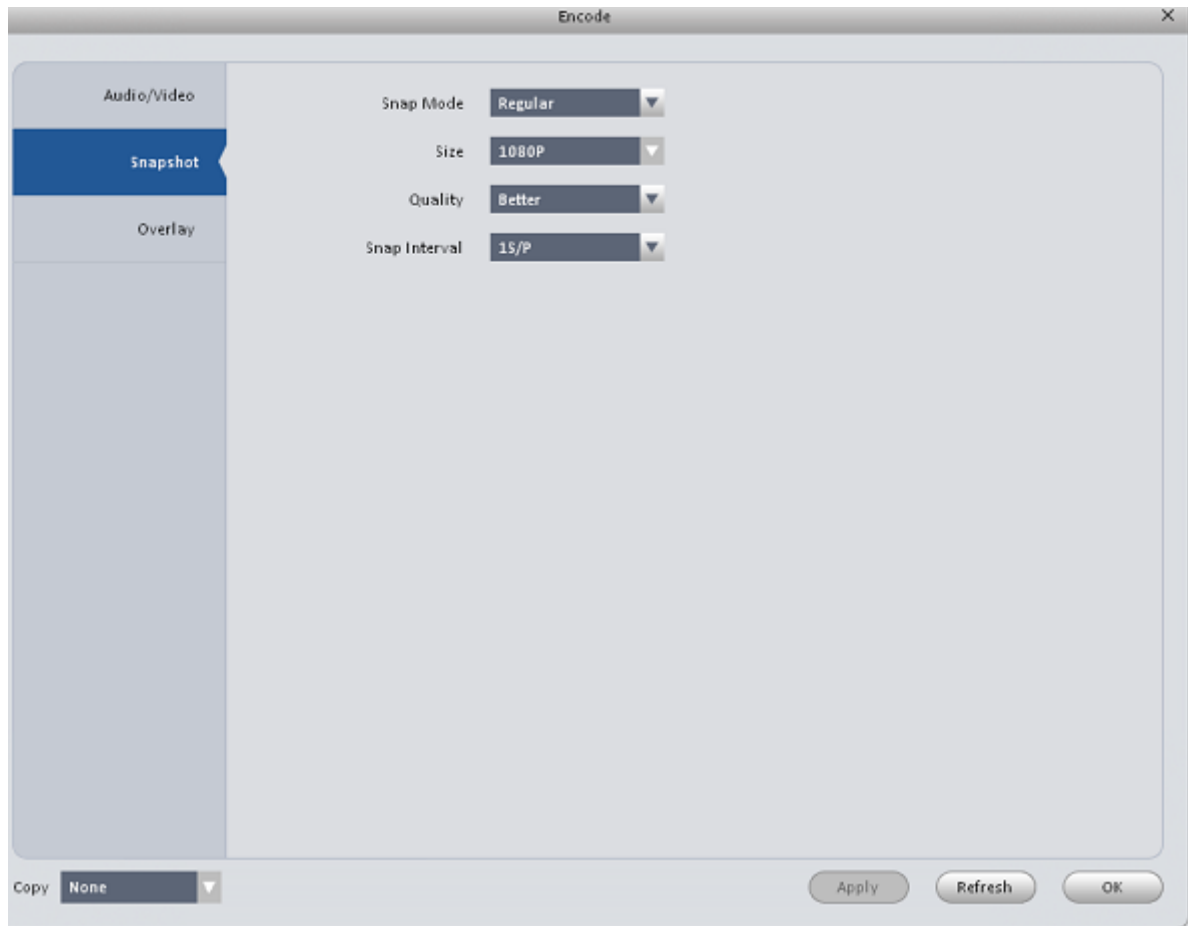 Encode
Audio/Video
Snapshot
Overlay
Snap Mode Regular
Size 1080P
Quality Better
Snap Interval 1S/P
Copy None Apply Refresh OK